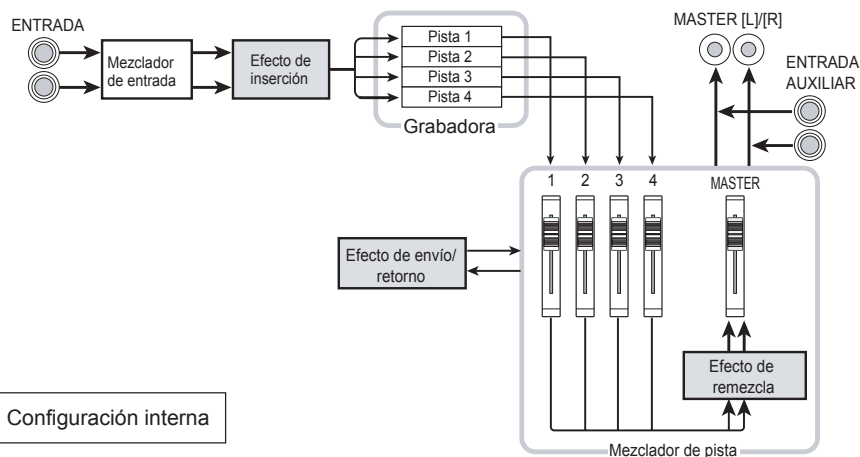 ENTRADA
Mezclador
de entrada
Efecto de
inserción
Pista 1
Pista 2
Pista 3
Pista 4
Grabadora
MASTER [L]/[R]
ENTRADA
AUXILIAR
1 2 3 4 MASTER
Efecto de envío/
retorno
Efecto de
remezcla
Mezclador de pista
Configuración interna